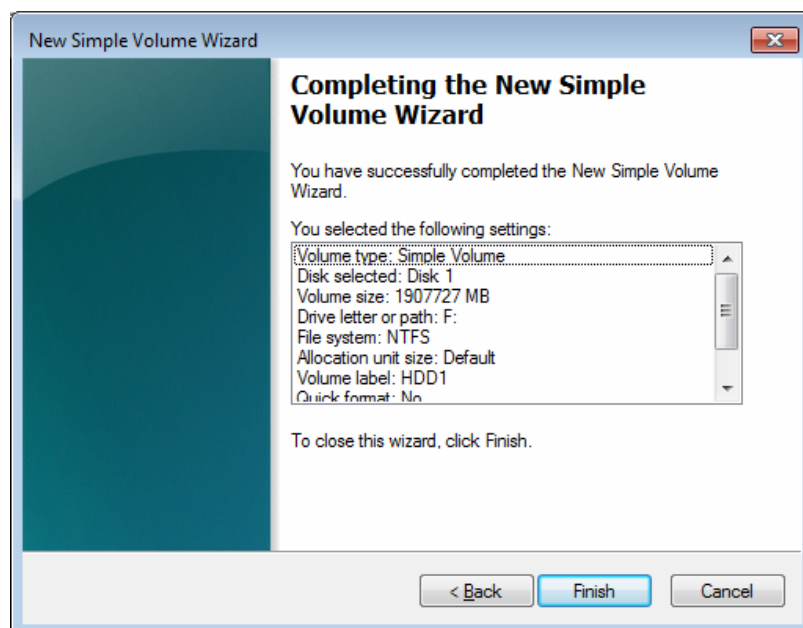 New Simple Volume Wizard
Completing the New Simple
Volume Wizard
You have successfully completed the New Simple Volume
Wizard.
You selected the following settings:
Volume type: Simple Volume
Disk selected: Disk 1
Volume size: 1907727 MB
Drive letter or path: F:
File system: NTFS
Allocation unit size: Default
Volume label: HDD1
Quick format: No
To close this wizard, click Finish.
< Back
Finish
Cancel